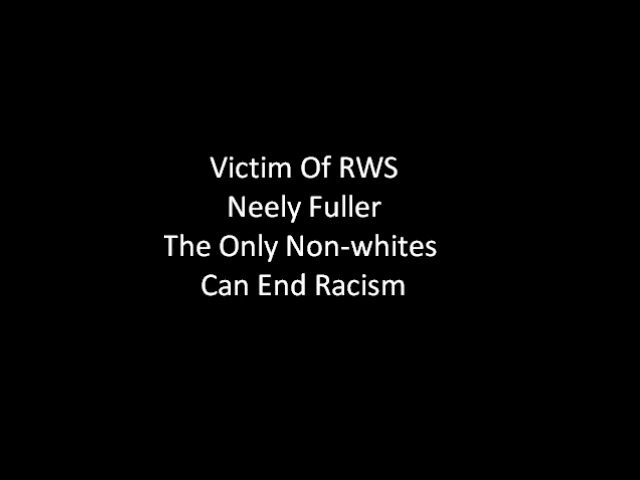 Victim Of RWS
Neely Fuller
The Only Non-whites
Can End Racism